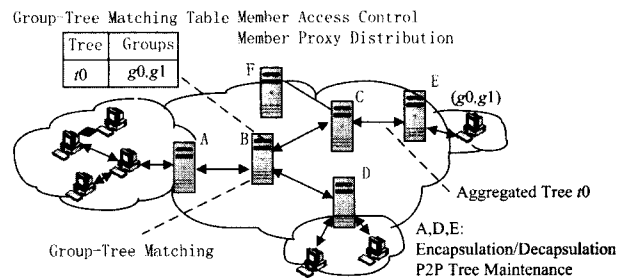 Group-Tree Matching Table Member Access Control
Member Proxy Distribution
Tree Groups
t0 g0,g1
F
E
(g0,g1)
C
A
B
D
Aggregated Tree t0
Group-Tree Matching
A,D,E:
Encapsulation/Decapsulation
P2P Tree Maintenance